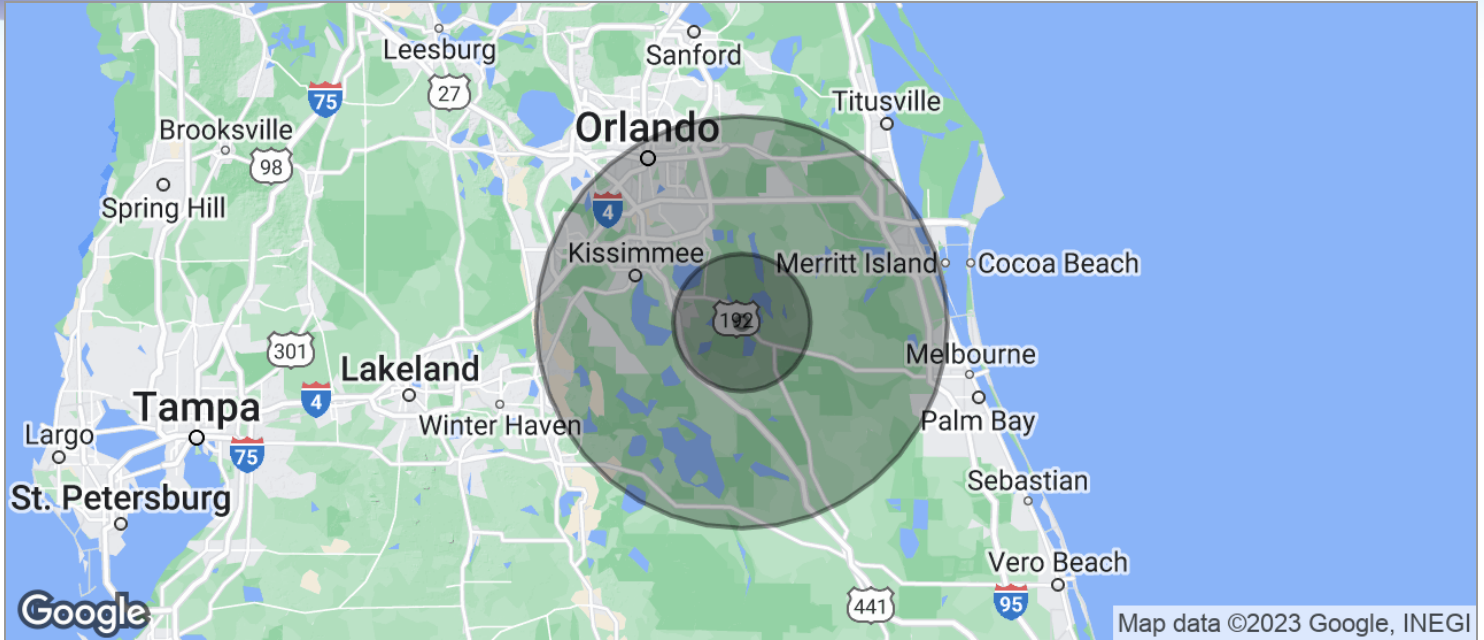 Leesburg
Sanford
75
27
Titusville
Brooksville
Orlando
98
Spring Hill
4
Kissimmee
Merritt Island
Cocoa Beach
192
301
Melbourne
Lakeland
4
Tampa
Winter Haven
Palm Bay
Largo
75
St. Petersburg
Sebastian
Vero Beach
441
95
Google
Map data ©2023 Google, INEGI